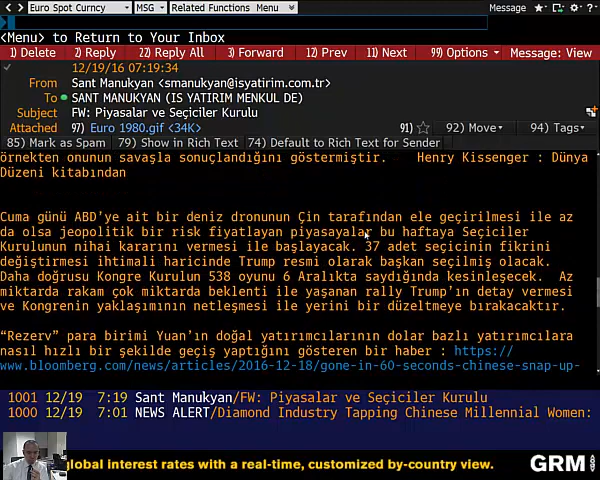 Euro Spot Curncy MSG Related Functions Menu Message
<Menu> to Return to Your Inbox
1) Delete 2) Reply 22) Reply All 3) Forward 12) Prev 11) Next 99) Options Message: View
12/19/16 07:19:34
From Sant Manukyan <smanukyan@isyatirim.com.tr>
To SANT MANUKYAN (IS YATIRIM MENKUL DE)
Subject FW: Piyasalar ve Seçiciler Kurulu
Attached 97) Euro 1980.gif <34K> 91) 92) Move 94) Tags
85) Mark as Spam 79) Show in Rich Text 74) Default to Rich Text for Sender
örnekten onunun savaşla sonuçlandığını göstermiştir. Henry Kissenger : Dünya
Düzeni kitabından
Cuma günü ABD'ye ait bir deniz dronunun Çin tarafından ele geçirilmesi ile az
da olsa jeopolitik bir risk fiyatlayan piyasayalar bu haftaya Seçiciler
Kurulunun nihai kararını vermesi ile başlayacak. 37 adet seçicinin fikrini
değiştirmesi ihtimali haricinde Trump resmi olarak başkan seçilmiş olacak.
Daha doğrusu Kongre Kurulun 538 oyunu 6 Aralıkta saydığında kesinleşecek. Az
miktarda rakam çok miktarda beklenti ile yaşanan rally Trump'ın detay vermesi
ve Kongrenin yaklaşımının netleşmesi ile yerini bir düzeltmeye bırakacaktır.
“Rezerv” para birimi Yuan'ın doğal yatırımcılarının dolar bazlı yatırımcılara
nasıl hızlı bir şekilde geçiş yaptığını gösteren bir haber : https://
www.bloomberg.com/news/articles/2016-12-18/gone-in-60-seconds-chinese-snap-up-
1001 12/19 7:19 Sant Manukyan/FW: Piyasalar ve Seçiciler Kurulu
1000 12/19 7:01 NEWS ALERT/Diamond Industry Tapping Chinese Millennial Women:
global interest rates with a real-time, customized by-country view. GRM